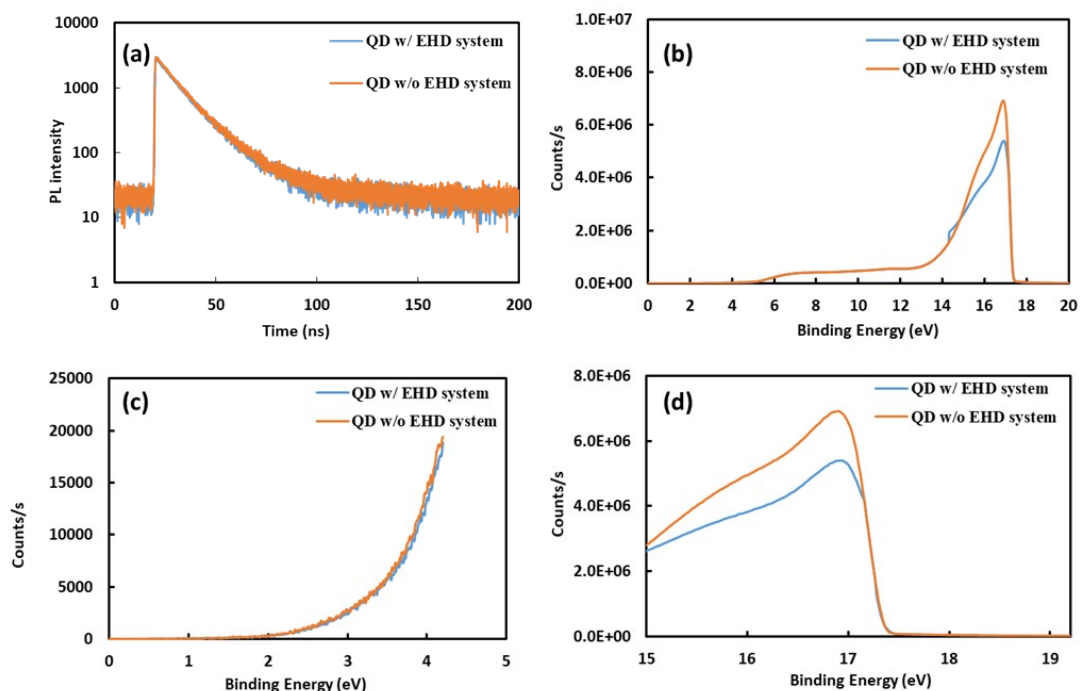 (a)
QD w/ EHD system
QD w/o EHD system
PL intensity
10000
1000
100
10
1
0
50
100
150
200
Time (ns)
(b)
QD w/ EHD system
QD w/o EHD system
Counts/s
1.0E+07
8.0E+06
6.0E+06
4.0E+06
2.0E+06
0.0E+00
0
2
4
6
8
10
12
14
16
18
20
Binding Energy (eV)
(c)
QD w/ EHD system
QD w/o EHD system
Counts/s
25000
20000
15000
10000
5000
0
0
1
2
3
4
5
Binding Energy (eV)
(d)
QD w/ EHD system
QD w/o EHD system
Counts/s
8.0E+06
6.0E+06
4.0E+06
2.0E+06
0.0E+00
15
16
17
18
19
Binding Energy (eV)